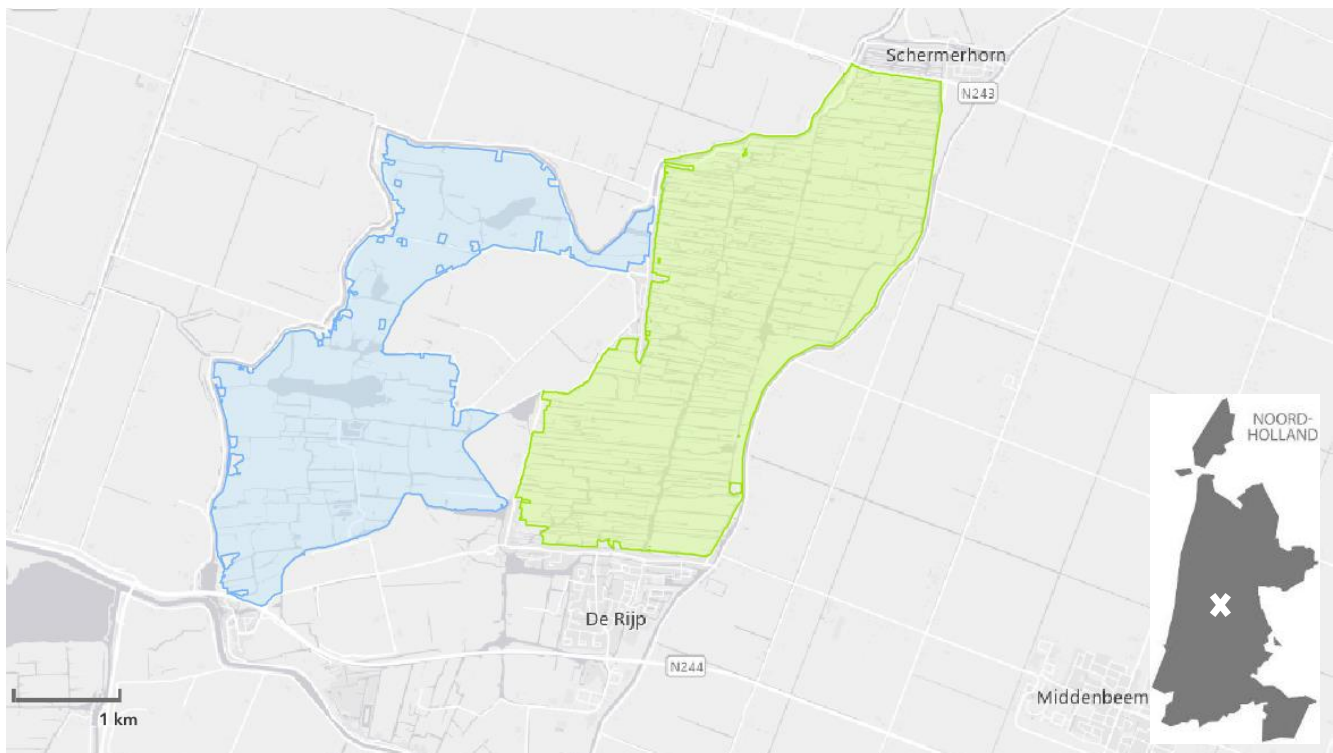 Schermerhorn
N243
NOORD-
HOLLAND
De Rijp
N244
Middenbeem
1 km